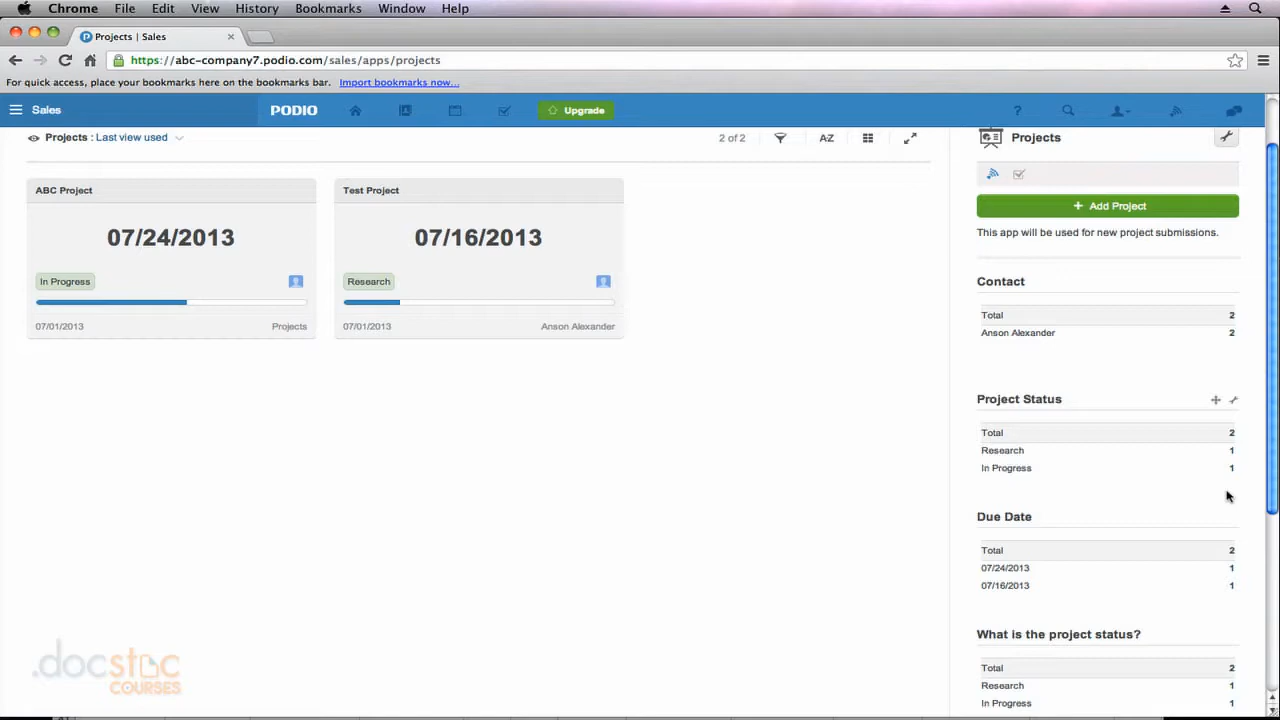 Chrome File Edit View History Bookmarks Window Help
Projects | Sales
https://abc-company7.podio.com/sales/apps/projects
For quick access, place your bookmarks here on the bookmarks bar. Import bookmarks now...
Sales PODIO Upgrade ?
Projects : Last view used 2 of 2 A-Z
ABC Project
07/24/2013
In Progress
07/01/2013 Projects
Test Project
07/16/2013
Research
07/01/2013 Anson Alexander
Projects
+ Add Project
This app will be used for new project submissions.
Contact
Total 2
Anson Alexander 2
Project Status
Total 2
Research 1
In Progress 1
Due Date
Total 2
07/24/2013 1
07/16/2013 1
What is the project status?
Total 2
Research 1
In Progress 1
.docstoc
COURSES